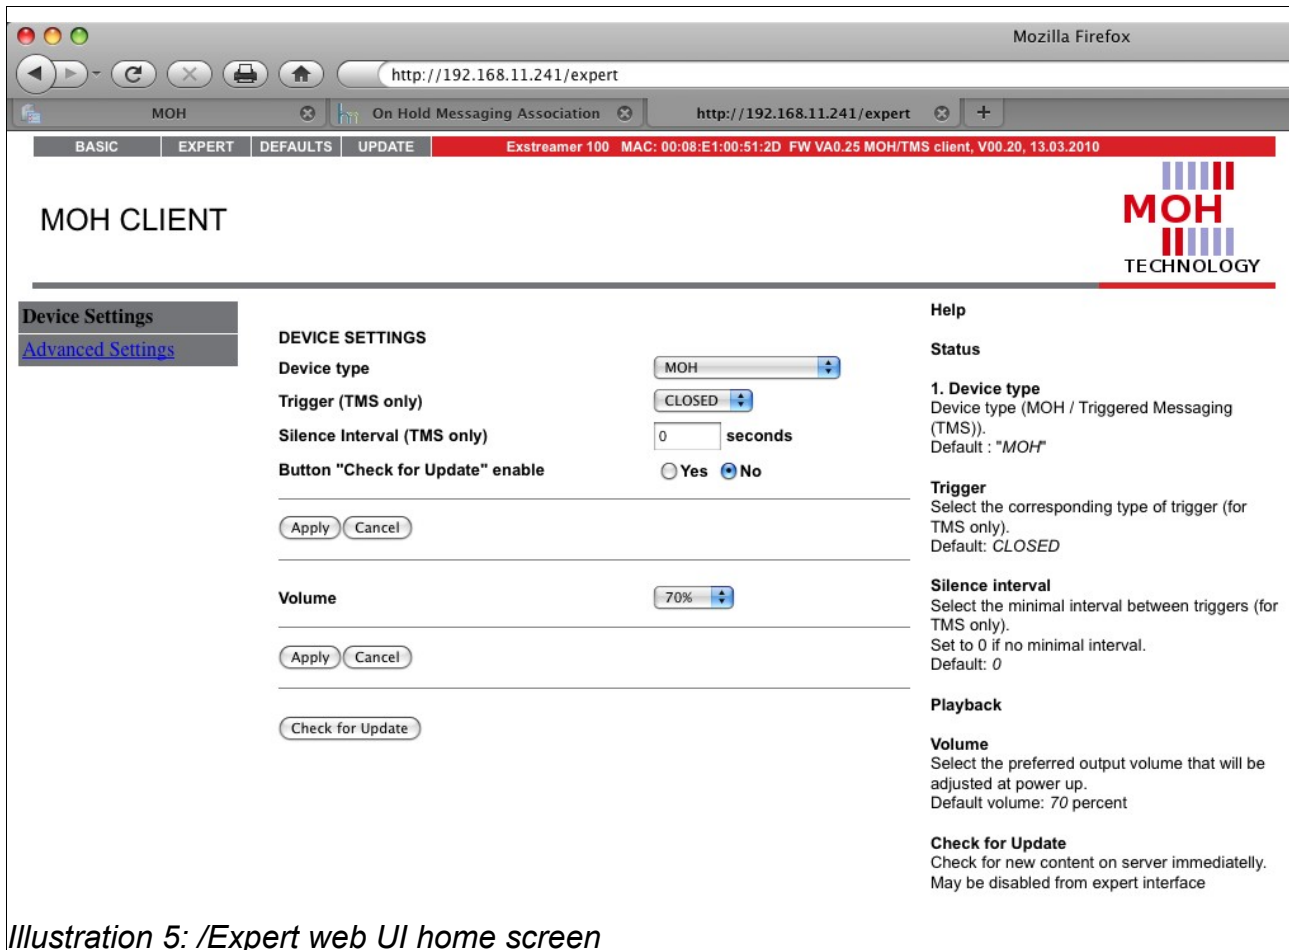 Mozilla Firefox
http://192.168.11.241/expert
MOH On Hold Messaging Association http://192.168.11.241/expert +
BASIC EXPERT DEFAULTS UPDATE Exstreamer 100 MAC: 00:08:E1:00:51:2D FW VA0.25 MOH/TMS client, V00.20, 13.03.2010
MOH CLIENT
MOH
TECHNOLOGY
Device Settings
Advanced Settings
DEVICE SETTINGS
Device type MOH
Trigger (TMS only) CLOSED
Silence Interval (TMS only) 0 seconds
Button "Check for Update" enable Yes No
Apply Cancel
Volume 70%
Apply Cancel
Check for Update
Help
Status
1. Device type
Device type (MOH / Triggered Messaging
(TMS)).
Default : "MOH"
Trigger
Select the corresponding type of trigger (for
TMS only).
Default: CLOSED
Silence interval
Select the minimal interval between triggers (for
TMS only).
Set to 0 if no minimal interval.
Default: 0
Playback
Volume
Select the preferred output volume that will be
adjusted at power up.
Default volume: 70 percent
Check for Update
Check for new content on server immediatelly.
May be disabled from expert interface
Illustration 5: /Expert web UI home screen